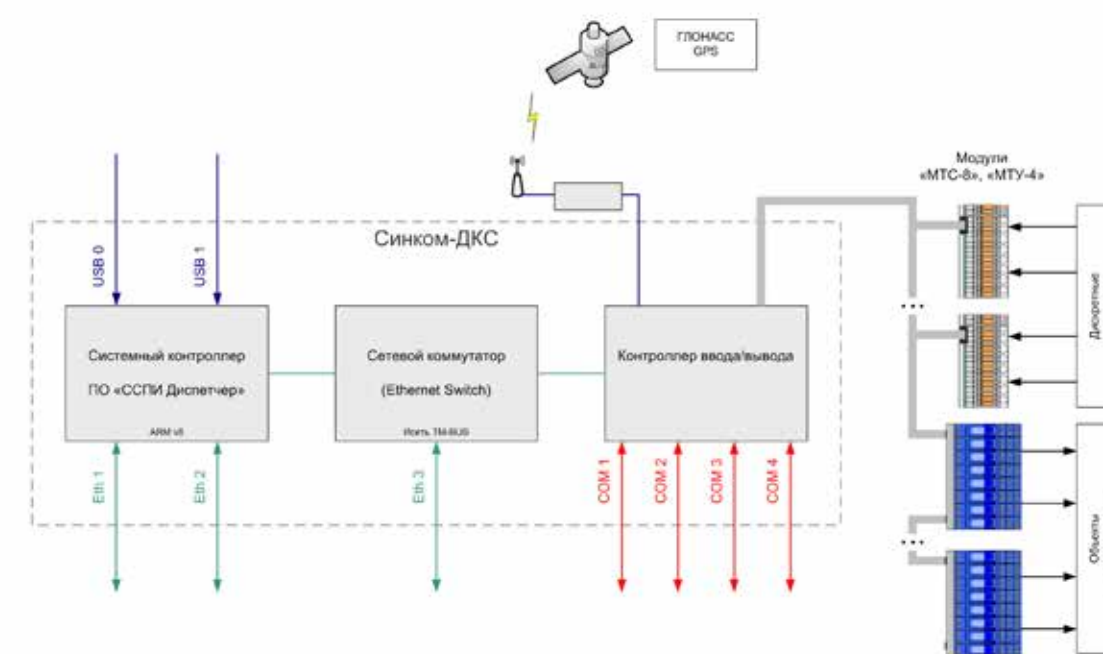 ГЛОНАСС
GPS
Модули
«МТС-8», «МТУ-4»
Синком-ДКС
USB 0
USB 1
Системный контроллер
ПО «ССПИ Диспетчер»
ARM v8
Сетевой коммутатор
(Ethernet Switch)
TM-BUS
Контроллер ввода/вывода
Eth 1
Eth 2
Eth 3
COM 1
COM 2
COM 3
COM 4
...
...
Дискретные
Объекты